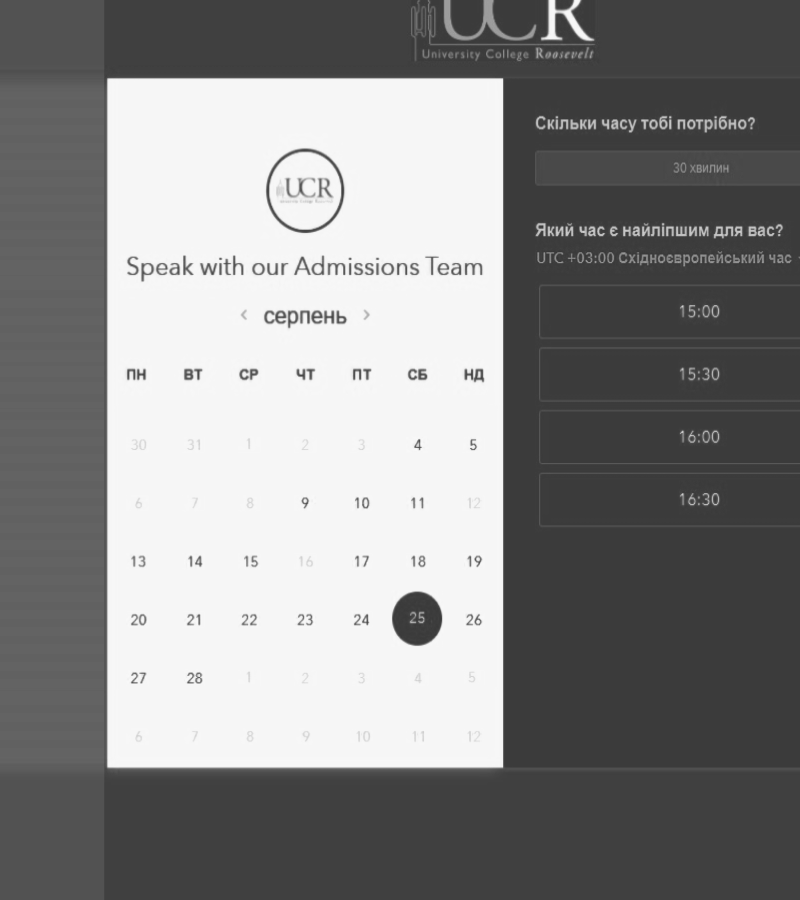 UCR
University College Roosevelt
UCR
Speak with our Admissions Team
‹ серпень ›
ПН ВТ СР ЧТ ПТ СБ НД
30 31 1 2 3 4 5
6 7 8 9 10 11 12
13 14 15 16 17 18 19
20 21 22 23 24 25 26
27 28 1 2 3 4 5
6 7 8 9 10 11 12
Скільки часу тобі потрібно?
30 хвилин
Який час є найліпшим для вас?
UTC +03:00 Східноєвропейський час
15:00
15:30
16:00
16:30